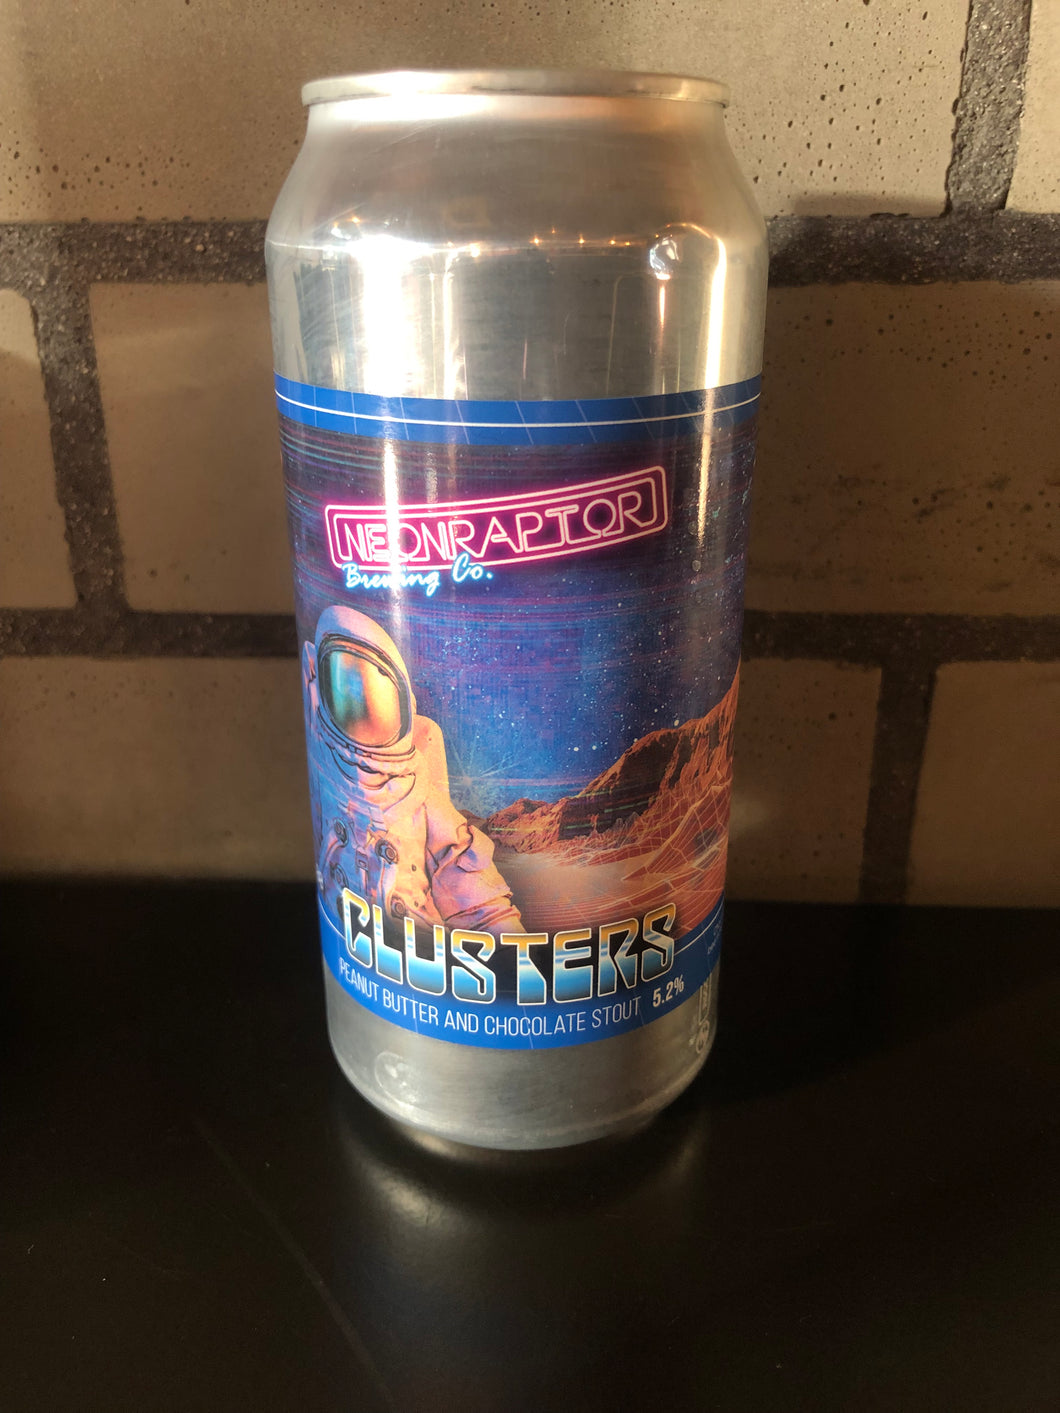 NEONRAPTOR
Brewing Co.
CLUSTERS
PEANUT BUTTER AND CHOCOLATE STOUT 5.2%